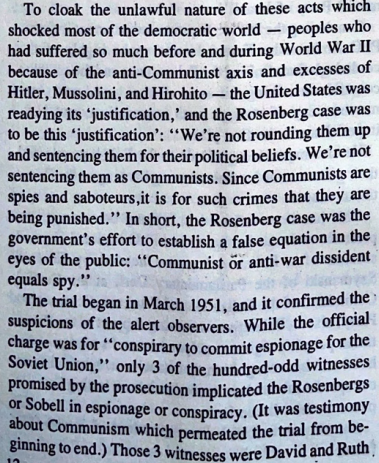 To cloak the unlawful nature of these acts which
shocked most of the democratic world — peoples who
had suffered so much before and during World War II
because of the anti-Communist axis and excesses of
Hitler, Mussolini, and Hirohito — the United States was
readying its 'justification,' and the Rosenberg case was
to be this 'justification': "We're not rounding them up
and sentencing them for their political beliefs. We're not
sentencing them as Communists. Since Communists are
spies and saboteurs,it is for such crimes that they are
being punished." In short, the Rosenberg case was the
government's effort to establish a false equation in the
eyes of the public: "Communist or anti-war dissident
equals spy."
The trial began in March 1951, and it confirmed the
suspicions of the alert observers. While the official
charge was for "conspirary to commit espionage for the
Soviet Union," only 3 of the hundred-odd witnesses
promised by the prosecution implicated the Rosenbergs
or Sobell in espionage or conspiracy. (It was testimony
about Communism which permeated the trial from be-
ginning to end.) Those 3 witnesses were David and Ruth